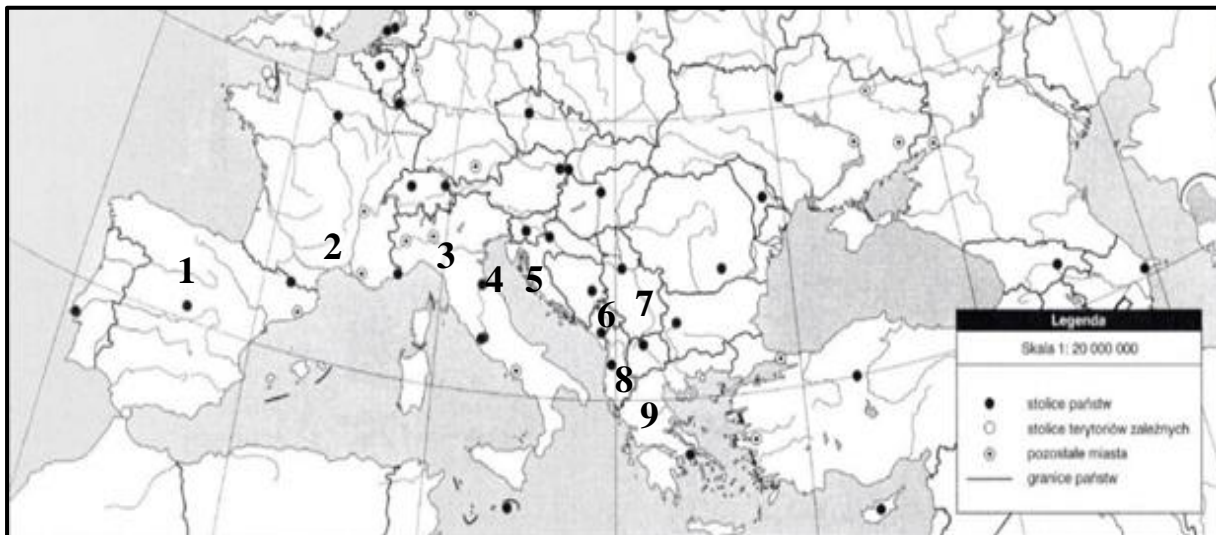 1
2
3
4
5
6
7
8
9
Legenda
Skala 1: 20 000 000
stolice państw
stolice terytoriów zależnych
pozostałe miasta
granice państw